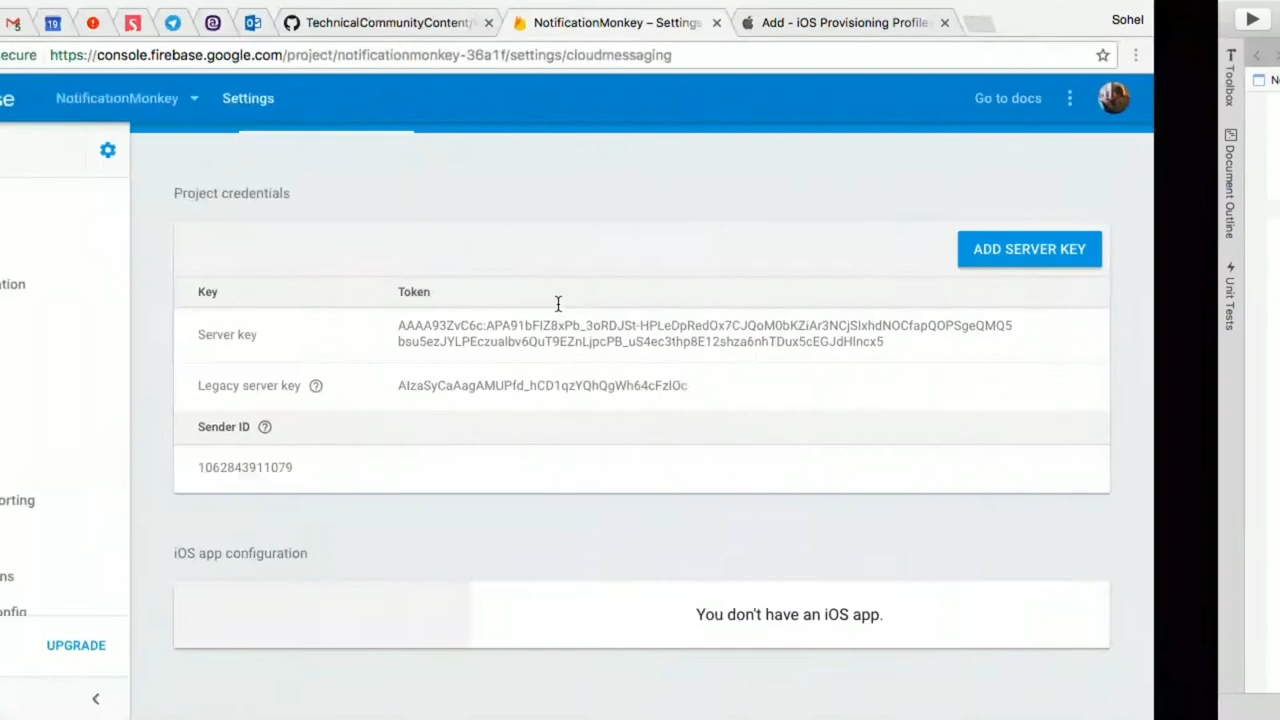 19
TechnicalCommunityContent/
NotificationMonkey – Settings
Add - iOS Provisioning Profile
Sohel
ecure
https://console.firebase.google.com/project/notificationmonkey-36a1f/settings/cloudmessaging
se
NotificationMonkey
Settings
Go to docs
Project credentials
ADD SERVER KEY
Key
Token
Server key
AAAA93ZvC6c:APA91bFIZ8xPb_3oRDJSt-HPLeDpRedOx7CJQoM0bKZiAr3NCjSlxhdNOCfapQOPSgeQMQ5
bsu5ezJYLPEczualbv6QuT9EZnLjpcPB_uS4ec3thp8E12shza6nhTDux5cEGJdHlncx5
Legacy server key
AIzaSyCaAagAMUPfd_hCD1qzYQhQgWh64cFzlOc
Sender ID
1062843911079
iOS app configuration
You don't have an iOS app.
ation
orting
ns
onfig
UPGRADE
Toolbox
Document Outline
Unit Tests